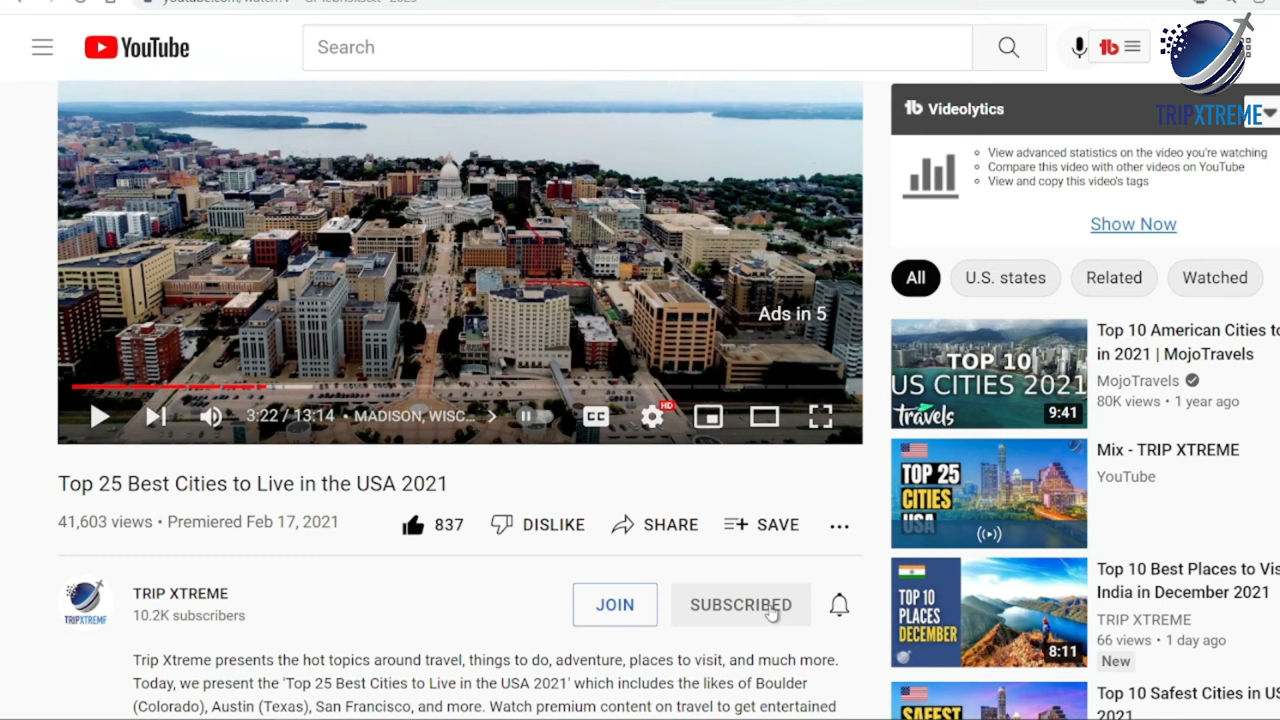 YouTube
Search
TRIPXTREME
Videolytics
View advanced statistics on the video you're watching
Compare this video with other videos on YouTube
View and copy this video's tags
Show Now
Ads in 5
3:22 / 13:14 • MADISON, WISC...
CC
HD
Top 25 Best Cities to Live in the USA 2021
41,603 views • Premiered Feb 17, 2021
837
DISLIKE
SHARE
SAVE
TRIPXTREME
TRIP XTREME
10.2K subscribers
JOIN
SUBSCRIBED
Trip Xtreme presents the hot topics around travel, things to do, adventure, places to visit, and much more.
Today, we present the 'Top 25 Best Cities to Live in the USA 2021' which includes the likes of Boulder
(Colorado), Austin (Texas), San Francisco, and more. Watch premium content on travel to get entertained
All
U.S. states
Related
Watched
TOP 10
US CITIES 2021
travels
9:41
Top 10 American Cities to
in 2021 | MojoTravels
MojoTravels
80K views • 1 year ago
TOP 25
CITIES
USA
Mix - TRIP XTREME
YouTube
TOP 10
PLACES
DECEMBER
8:11
Top 10 Best Places to Vis
India in December 2021
TRIP XTREME
66 views • 1 day ago
New
SAFEST
Top 10 Safest Cities in US
2021